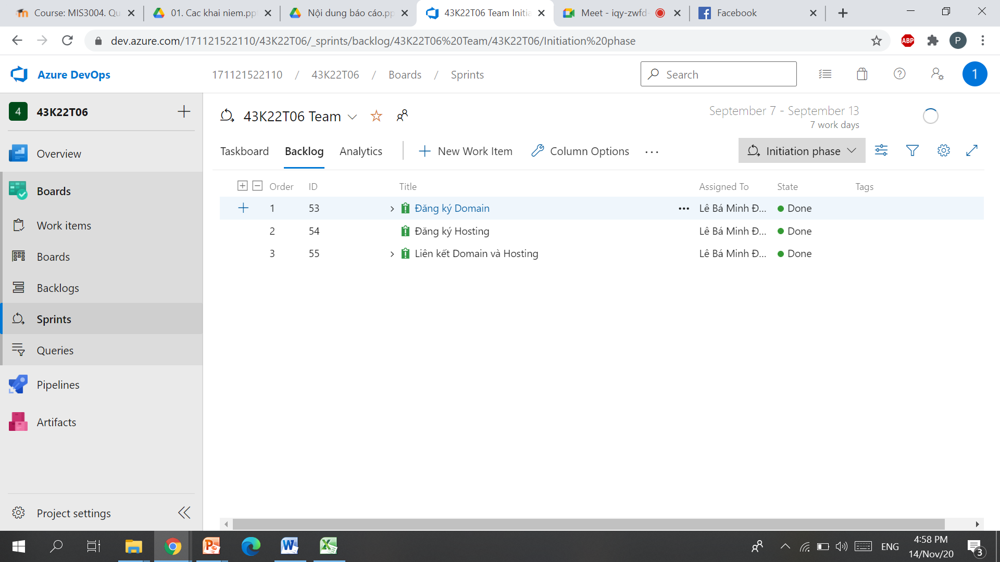 Course: MIS3004. Qu
01. Cac khai niem.pp
Nội dung báo cáo.pp
43K22T06 Team Initia
Meet - iqy-zwfd-
Facebook
dev.azure.com/171121522110/43K22T06/_sprints/backlog/43K22T06%20Team/43K22T06/Initiation%20phase
ABP
P
Azure DevOps
171121522110 / 43K22T06 / Boards / Sprints
Search
1
4 43K22T06
43K22T06 Team
September 7 - September 13
7 work days
Overview
Boards
Work items
Boards
Backlogs
Sprints
Queries
Pipelines
Artifacts
Project settings
Taskboard Backlog Analytics New Work Item Column Options ... Initiation phase
Order ID Title Assigned To State Tags
1 53 Đăng ký Domain ... Lê Bá Minh Đ... Done
2 54 Đăng ký Hosting Lê Bá Minh Đ... Done
3 55 Liên kết Domain và Hosting Lê Bá Minh Đ... Done
ENG
4:58 PM
14/Nov/20
3